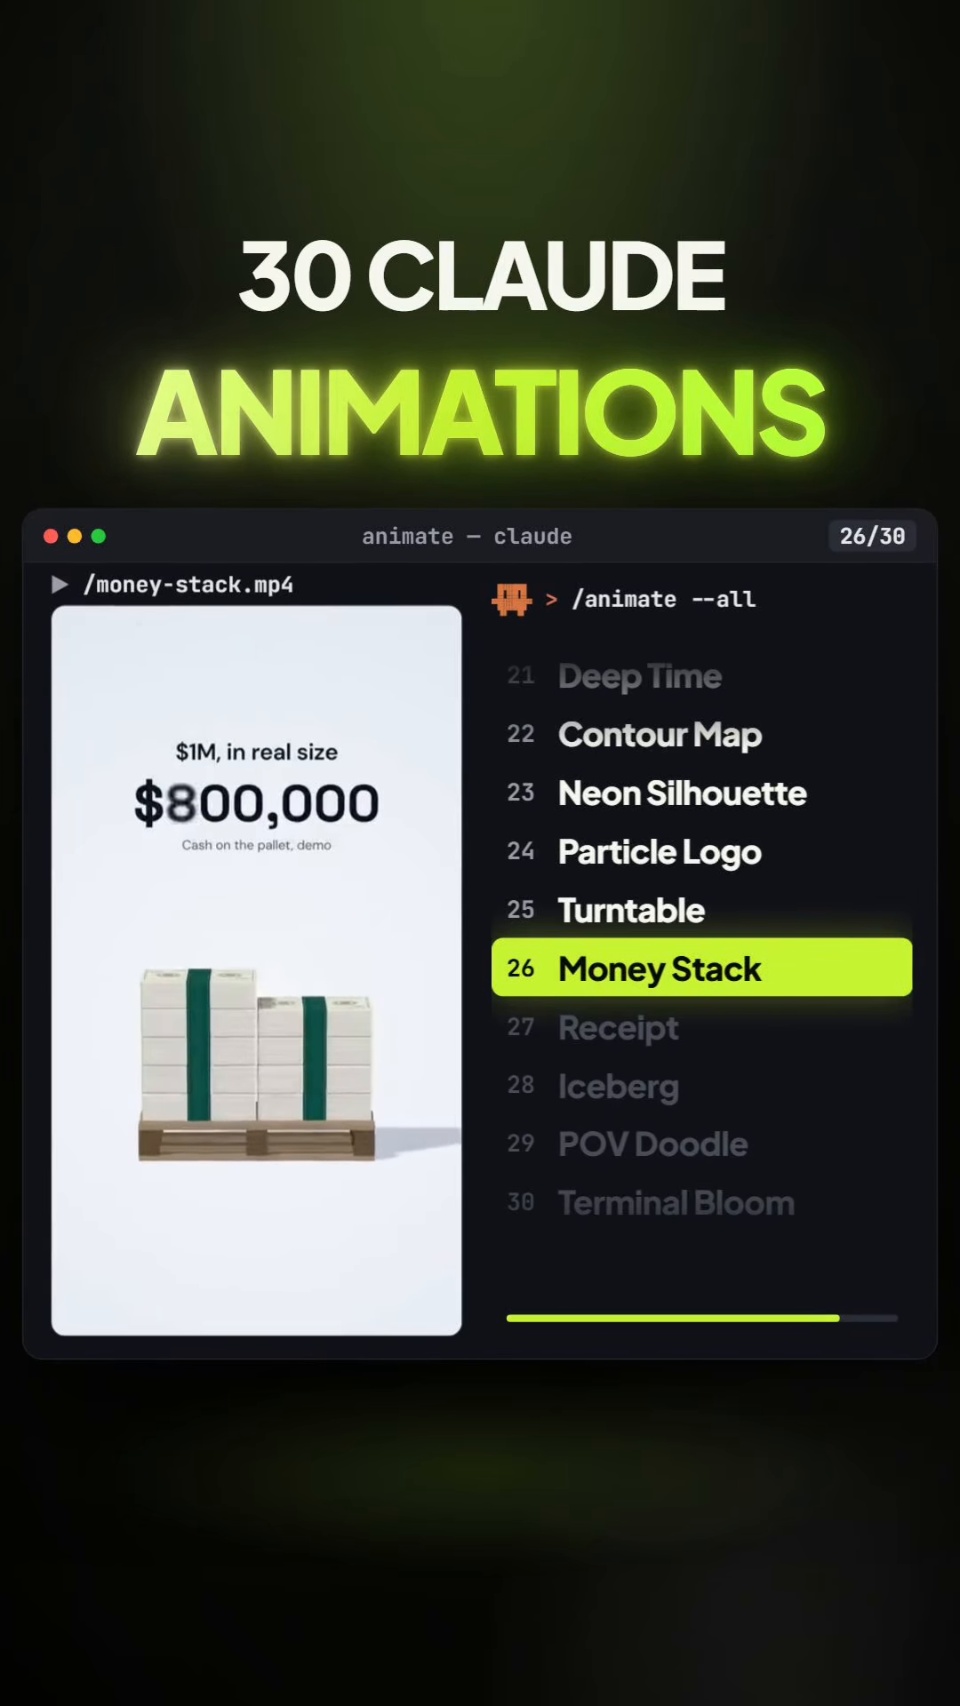 30 CLAUDE
ANIMATIONS
animate — claude
26/30
/money-stack.mp4
$1M, in real size
$800,000
Cash on the pallet, demo
> /animate --all
21 Deep Time
22 Contour Map
23 Neon Silhouette
24 Particle Logo
25 Turntable
26 Money Stack
27 Receipt
28 Iceberg
29 POV Doodle
30 Terminal Bloom